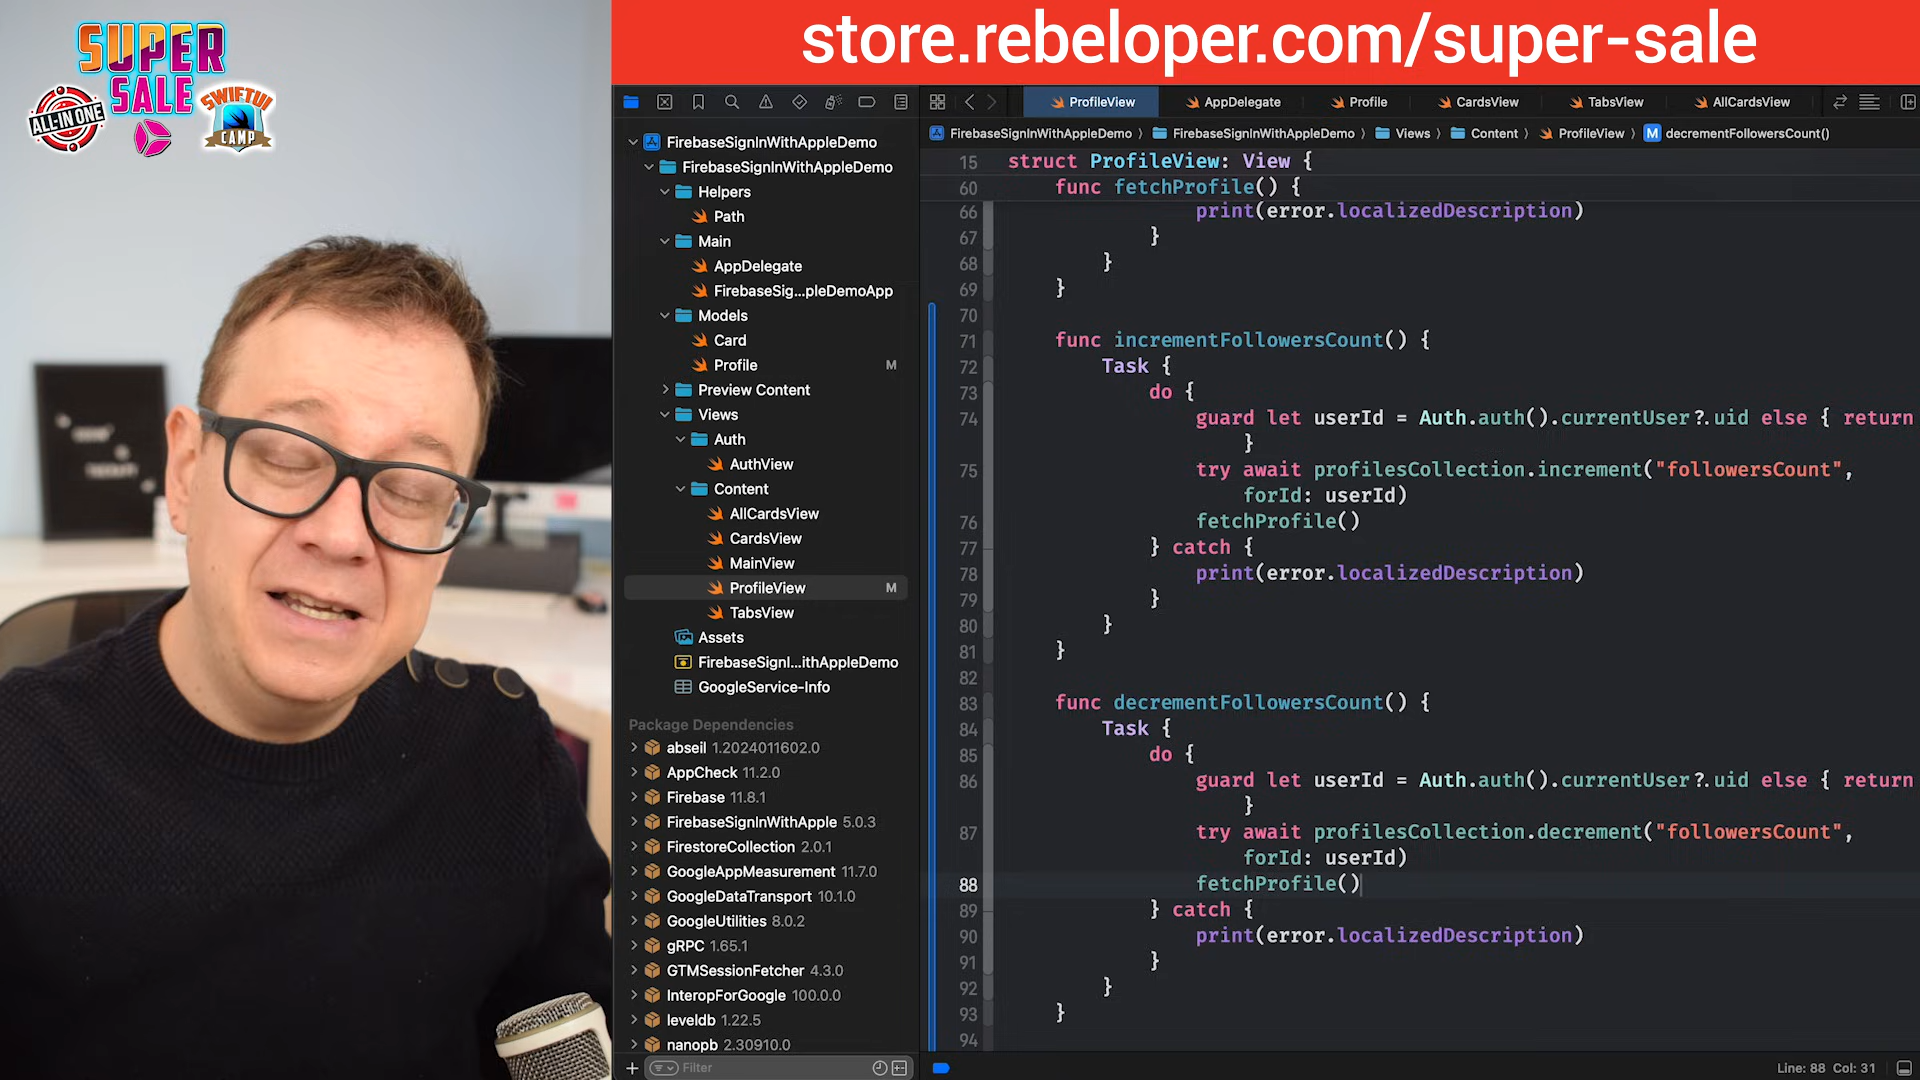 SUPER
SALE
ALL-IN-ONE
SWIFTUI
CAMP
store.rebeloper.com/super-sale
ProfileView
AppDelegate
Profile
CardsView
TabsView
AllCardsView
FirebaseSignInWithAppleDemo
FirebaseSignInWithAppleDemo
Helpers
Path
Main
AppDelegate
FirebaseSig...pleDemoApp
Models
Card
Profile M
Preview Content
Views
Auth
AuthView
Content
AllCardsView
CardsView
MainView
ProfileView M
TabsView
Assets
FirebaseSignI...ithAppleDemo
GoogleService-Info
Package Dependencies
abseil 1.2024011602.0
AppCheck 11.2.0
Firebase 11.8.1
FirebaseSignInWithApple 5.0.3
FirestoreCollection 2.0.1
GoogleAppMeasurement 11.7.0
GoogleDataTransport 10.1.0
GoogleUtilities 8.0.2
gRPC 1.65.1
GTMSessionFetcher 4.3.0
InteropForGoogle 100.0.0
leveldb 1.22.5
nanopb 2.30910.0
Filter
FirebaseSignInWithAppleDemo 〉 FirebaseSignInWithAppleDemo 〉 Views 〉 Content 〉 ProfileView 〉 M decrementFollowersCount()
15 struct ProfileView: View {
60 func fetchProfile() {
66 print(error.localizedDescription)
67 }
68 }
69 }
70
71 func incrementFollowersCount() {
72 Task {
73 do {
74 guard let userId = Auth.auth().currentUser?.uid else { return
}
75 try await profilesCollection.increment("followersCount",
forId: userId)
76 fetchProfile()
77 } catch {
78 print(error.localizedDescription)
79 }
80 }
81 }
82
83 func decrementFollowersCount() {
84 Task {
85 do {
86 guard let userId = Auth.auth().currentUser?.uid else { return
}
87 try await profilesCollection.decrement("followersCount",
forId: userId)
88 fetchProfile()
89 } catch {
90 print(error.localizedDescription)
91 }
92 }
93 }
94
Line: 88 Col: 31